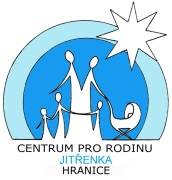 CENTRUM PRO RODINU
JITŘENKA
HRANICE